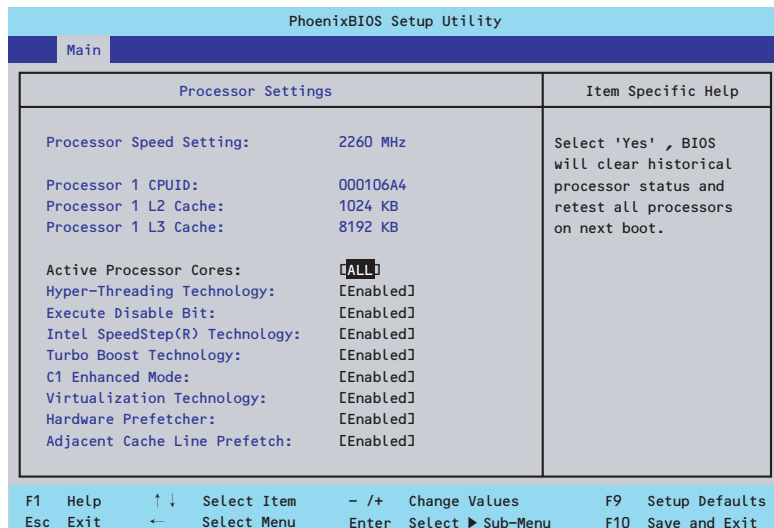 PhoenixBIOS Setup Utility
Main
Processor Settings
Item Specific Help
Processor Speed Setting: 2260 MHz
Processor 1 CPUID: 000106A4
Processor 1 L2 Cache: 1024 KB
Processor 1 L3 Cache: 8192 KB
Active Processor Cores: [ALL]
Hyper-Threading Technology: [Enabled]
Execute Disable Bit: [Enabled]
Intel SpeedStep(R) Technology: [Enabled]
Turbo Boost Technology: [Enabled]
C1 Enhanced Mode: [Enabled]
Virtualization Technology: [Enabled]
Hardware Prefetcher: [Enabled]
Adjacent Cache Line Prefetch: [Enabled]
Select 'Yes' , BIOS
will clear historical
processor status and
retest all processors
on next boot.
F1 Help ↑↓ Select Item - /+ Change Values F9 Setup Defaults
Esc Exit ← Select Menu Enter Select ▶ Sub-Menu F10 Save and Exit